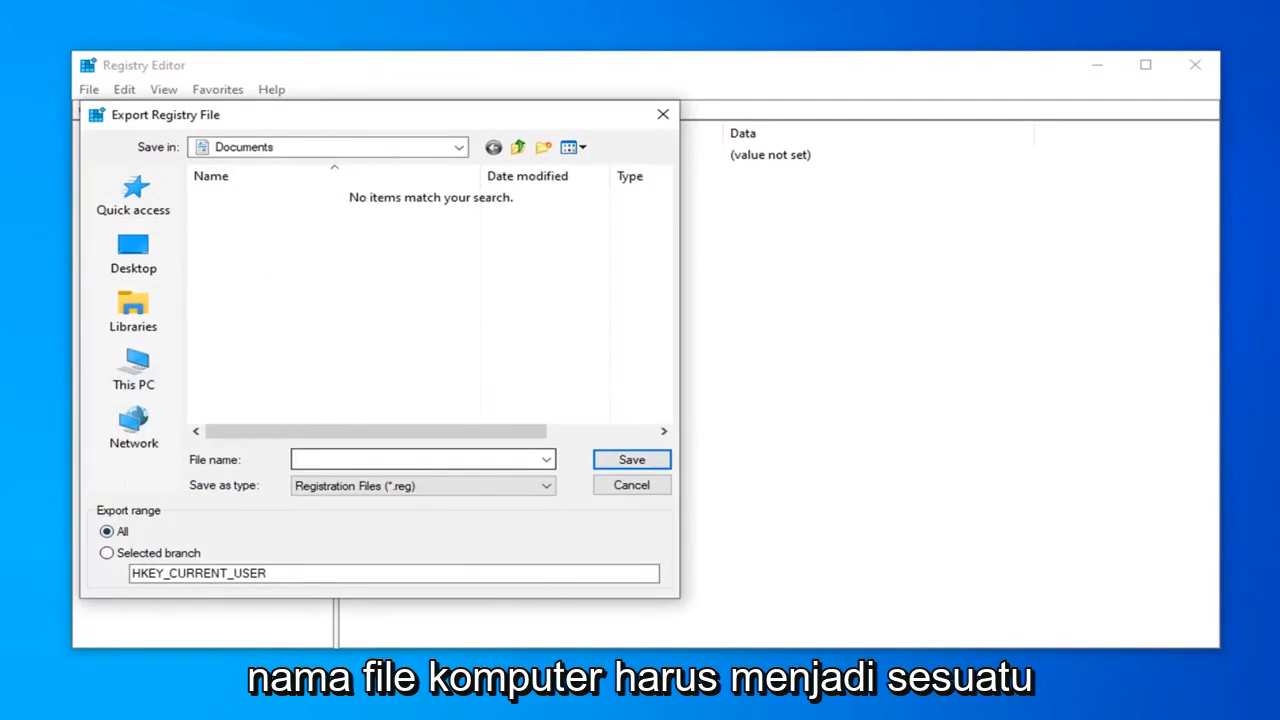 Registry Editor
File Edit View Favorites Help
Export Registry File
Save in: Documents
Data
(value not set)
Name Date modified Type
No items match your search.
Quick access
Desktop
Libraries
This PC
Network
File name: Save
Save as type: Registration Files (*.reg) Cancel
Export range
All
Selected branch
HKEY_CURRENT_USER
nama file komputer harus menjadi sesuatu